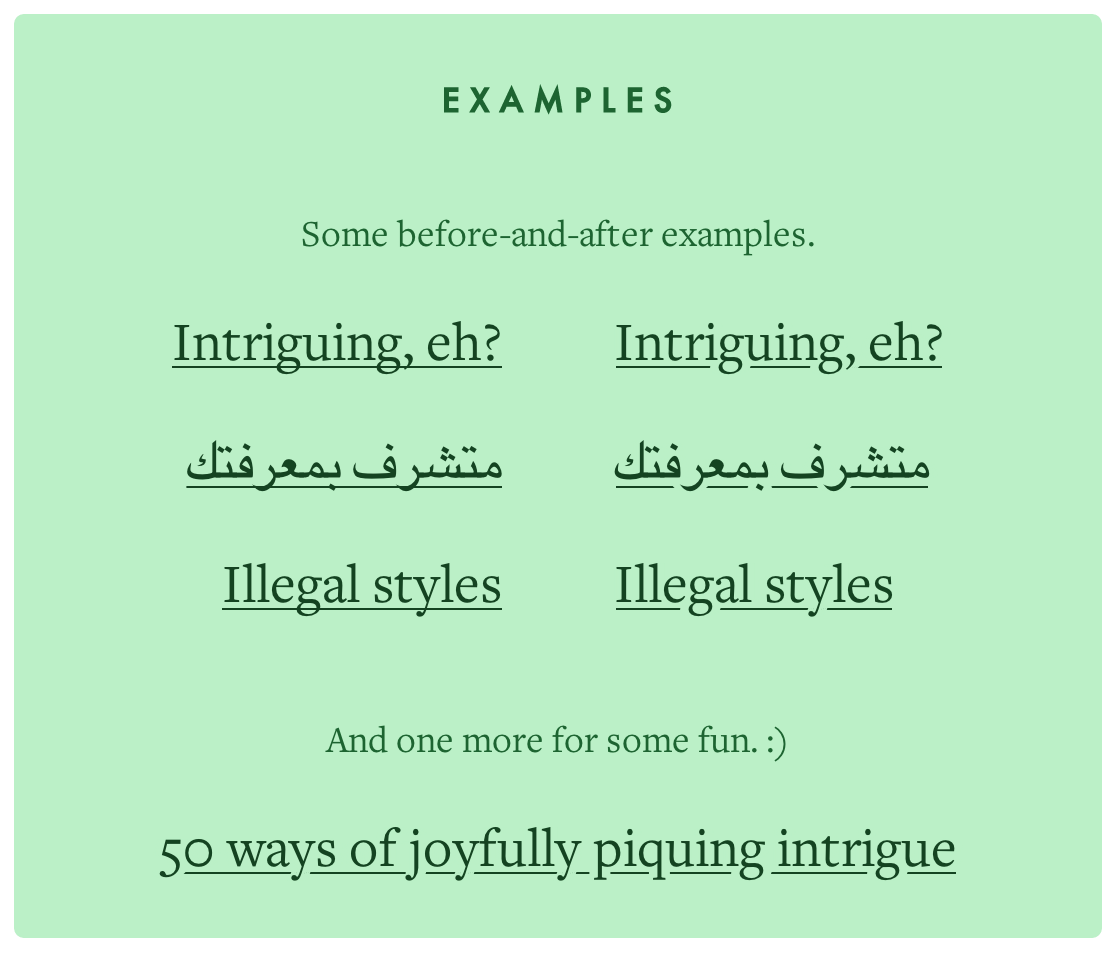 EXAMPLES
Some before-and-after examples.
Intriguing, eh? Intriguing, eh?
متشرف بمعرفتك متشرف بمعرفتك
Illegal styles Illegal styles
And one more for some fun. :)
50 ways of joyfully piquing intrigue